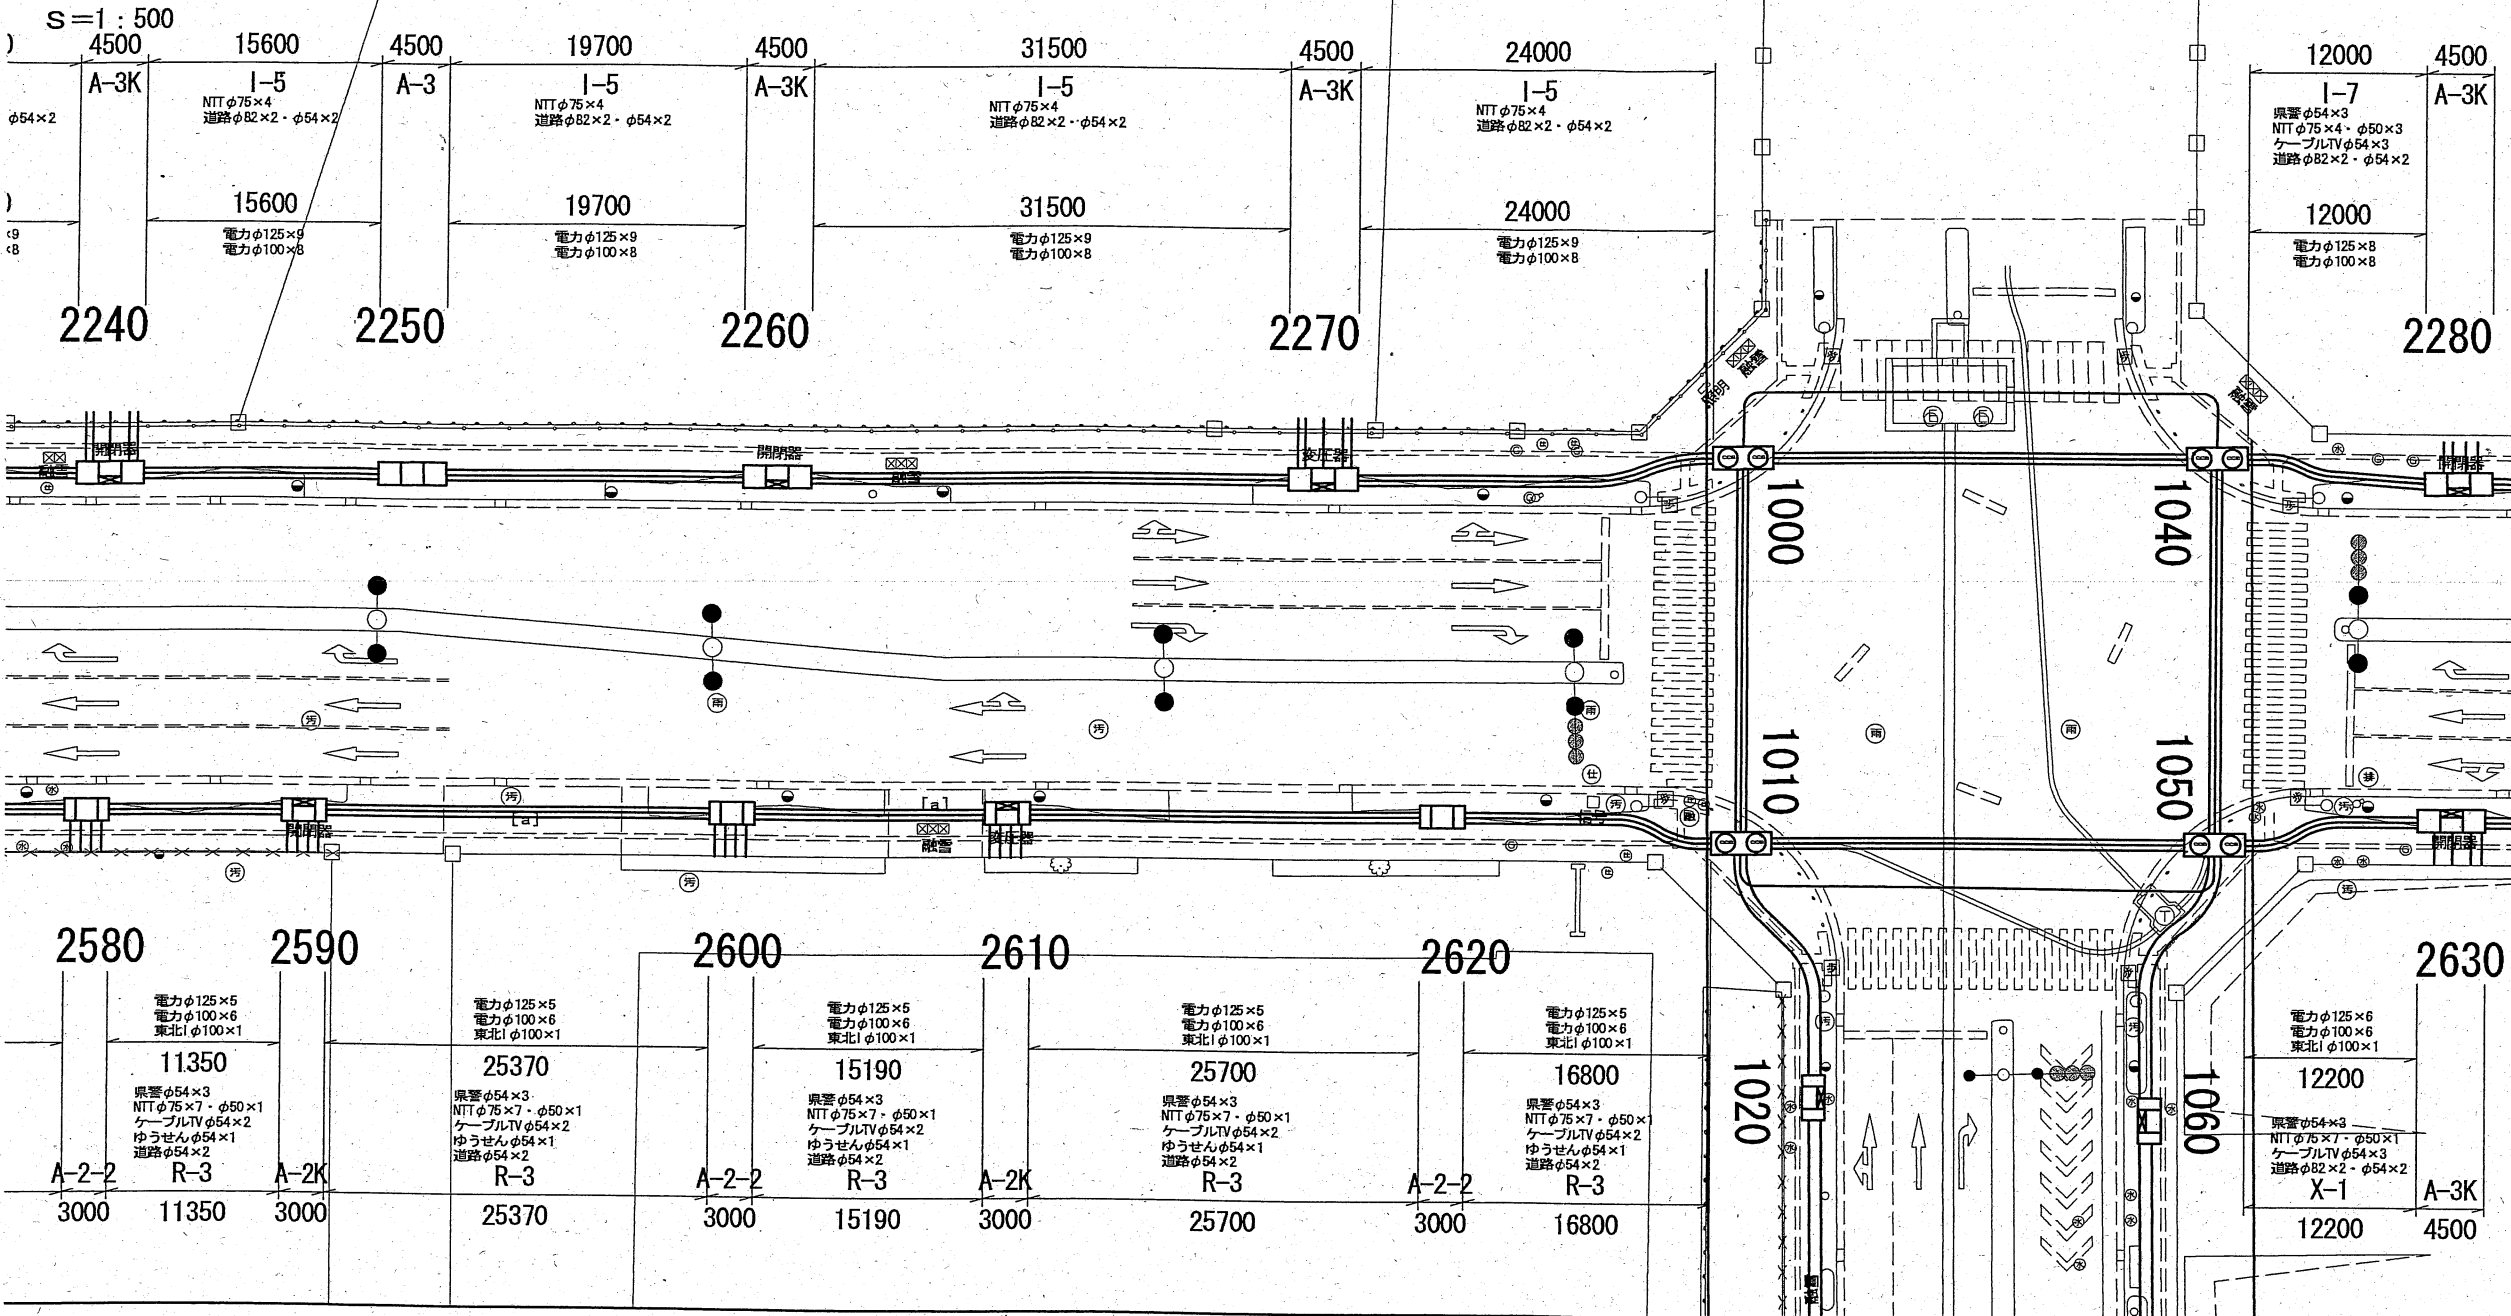 S=1:500
4500 15600 4500 19700 4500 31500 4500 24000 12000 4500
A-3K I-5 A-3 I-5 A-3K I-5 A-3K I-5 I-7 A-3K
φ54×2
NTTφ75×4
道路φ82×2・φ54×2
NTTφ75×4
道路φ82×2・φ54×2
NTTφ75×4
道路φ82×2・φ54×2
NTTφ75×4
道路φ82×2・φ54×2
県警φ54×3
NTTφ75×4・φ50×3
ケーブルTVφ54×3
道路φ82×2・φ54×2
15600 19700 31500 24000 12000
×9
×8
電力φ125×9
電力φ100×8
電力φ125×9
電力φ100×8
電力φ125×9
電力φ100×8
電力φ125×9
電力φ100×8
電力φ125×8
電力φ100×8
2240 2250 2260 2270 2280
融雪
照明
融雪
開閉器 開閉器 変圧器 開閉器
融雪 融雪
1000 1040
1010 1050
[a]
[a]
開閉器 融雪 変圧器 信号 開閉器
2580 2590 2600 2610 2620 2630
電力φ125×5
電力φ100×6
東北Iφ100×1
11350
県警φ54×3
NTTφ75×7・φ50×1
ケーブルTVφ54×2
ゆうせんφ54×1
道路φ54×2
電力φ125×5
電力φ100×6
東北Iφ100×1
25370
県警φ54×3
NTTφ75×7・φ50×1
ケーブルTVφ54×2
ゆうせんφ54×1
道路φ54×2
電力φ125×5
電力φ100×6
東北Iφ100×1
15190
県警φ54×3
NTTφ75×7・φ50×1
ケーブルTVφ54×2
ゆうせんφ54×1
道路φ54×2
電力φ125×5
電力φ100×6
東北Iφ100×1
25700
県警φ54×3
NTTφ75×7・φ50×1
ケーブルTVφ54×2
ゆうせんφ54×1
道路φ54×2
電力φ125×5
電力φ100×6
東北Iφ100×1
16800
県警φ54×3
NTTφ75×7・φ50×1
ケーブルTVφ54×2
ゆうせんφ54×1
道路φ54×2
1020 1060
電力φ125×6
電力φ100×6
東北Iφ100×1
12200
県警φ54×3
NTTφ75×7・φ50×1
ケーブルTVφ54×3
道路φ82×2・φ54×2
A-2-2 R-3 A-2K R-3 A-2-2 R-3 A-2K R-3 A-2-2 R-3 X-1 A-3K
3000 11350 3000 25370 3000 15190 3000 25700 3000 16800 12200 4500
融雪